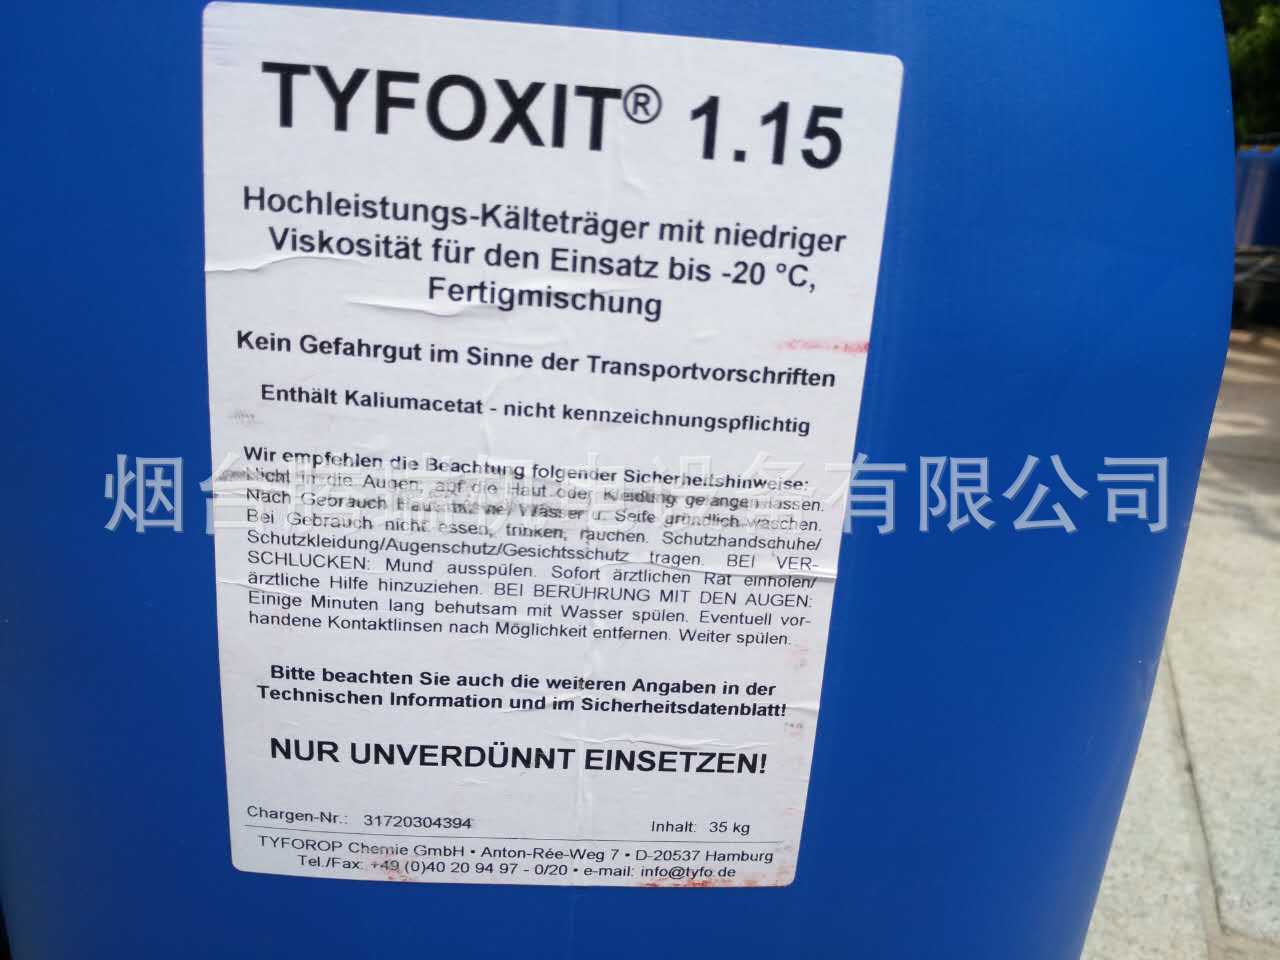 TYFOXIT® 1.15
Hochleistungs-Kälteträger mit niedriger
Viskosität für den Einsatz bis -20 °C,
Fertigmischung
Kein Gefahrgut im Sinne der Transportvorschriften
Enthält Kaliumacetat - nicht kennzeichnungspflichtig
Wir empfehlen die Beachtung folgender Sicherheitshinweise:
Nicht in die Augen, auf die Haut oder Kleidung gelangen lassen.
Nach Gebrauch Haut mit viel Wasser u. Seife gründlich waschen.
Bei Gebrauch nicht essen, trinken, rauchen. Schutzhandschuhe/
Schutzkleidung/Augenschutz/Gesichtsschutz tragen. BEI VER-
SCHLUCKEN: Mund ausspülen. Sofort ärztlichen Rat einholen/
ärztliche Hilfe hinzuziehen. BEI BERÜHRUNG MIT DEN AUGEN:
Einige Minuten lang behutsam mit Wasser spülen. Eventuell vor-
handene Kontaktlinsen nach Möglichkeit entfernen. Weiter spülen.
烟台 机电设备有限公司
Bitte beachten Sie auch die weiteren Angaben in der
Technischen Information und im Sicherheitsdatenblatt!
NUR UNVERDÜNNT EINSETZEN!
Chargen-Nr.: 31720304394 Inhalt: 35 kg
TYFOROP Chemie GmbH • Anton-Rée-Weg 7 • D-20537 Hamburg
Tel./Fax: +49 (0)40 20 94 97 - 0/20 • e-mail: info@tyfo.de